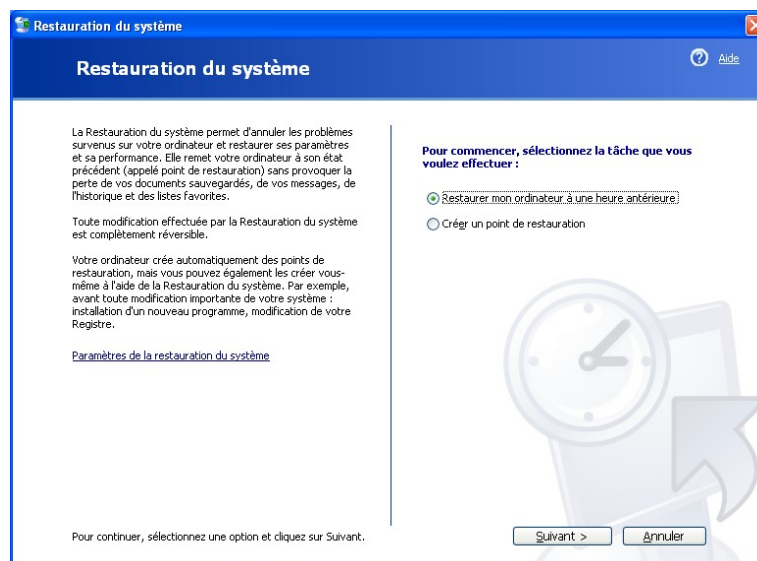 Restauration du système
Restauration du système
Aide
La Restauration du système permet d'annuler les problèmes
survenus sur votre ordinateur et restaurer ses paramètres
et sa performance. Elle remet votre ordinateur à son état
précédent (appelé point de restauration) sans provoquer la
perte de vos documents sauvegardés, de vos messages, de
l'historique et des listes favorites.
Toute modification effectuée par la Restauration du système
est complètement réversible.
Votre ordinateur crée automatiquement des points de
restauration, mais vous pouvez également les créer vous-
même à l'aide de la Restauration du système. Par exemple,
avant toute modification importante de votre système :
installation d'un nouveau programme, modification de votre
Registre.
Paramètres de la restauration du système
Pour continuer, sélectionnez une option et cliquez sur Suivant.
Pour commencer, sélectionnez la tâche que vous
voulez effectuer :
Restaurer mon ordinateur à une heure antérieure
Créer un point de restauration
Suivant >
Annuler